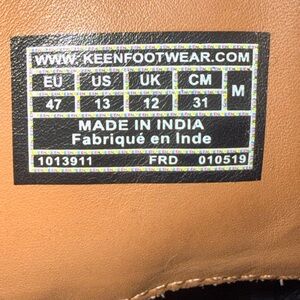 WWW.KEENFOOTWEAR.COM
EU US UK CM M
47 13 12 31
MADE IN INDIA
Fabriqué en Inde
1013911 FRD 010519